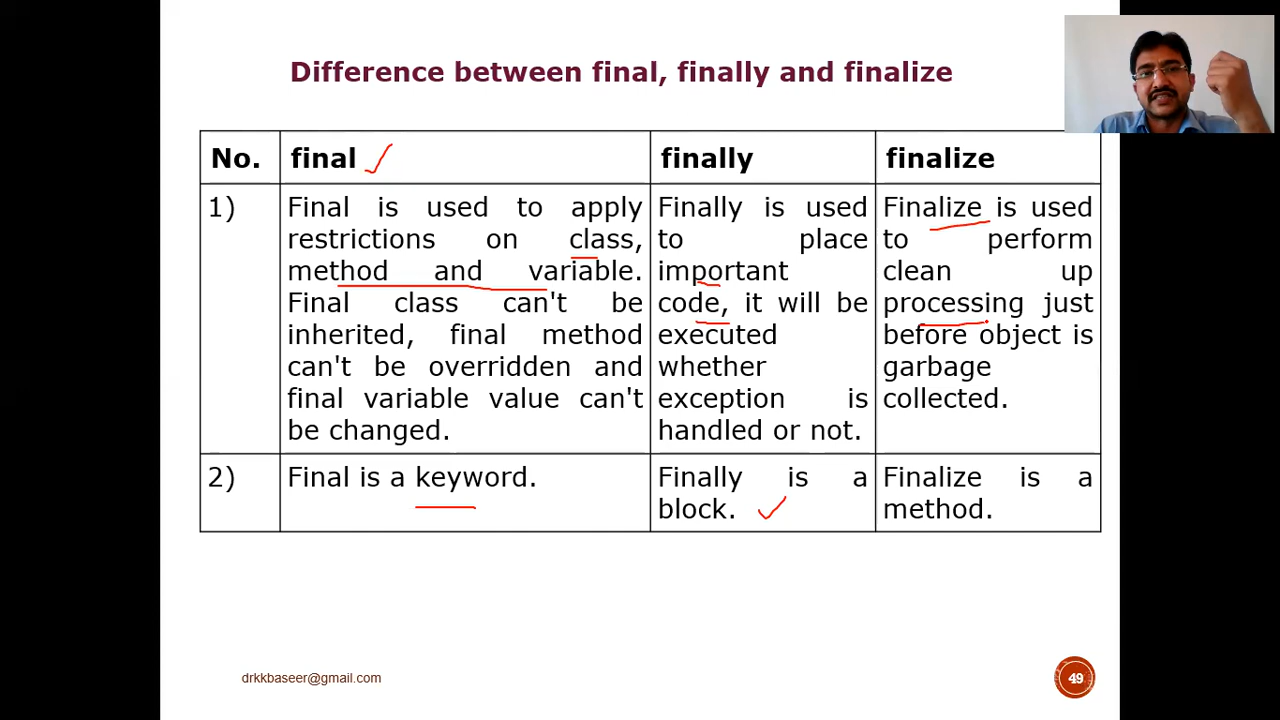 Difference between final, finally and finalize
No.
final
finally
finalize
1)
Final is used to apply
restrictions on class,
method and variable.
Final class can't be
inherited, final method
can't be overridden and
final variable value can't
be changed.
Finally is used
to place
important
code, it will be
executed
whether
exception is
handled or not.
Finalize is used
to perform
clean up
processing just
before object is
garbage
collected.
2)
Final is a keyword.
Finally is a
block.
Finalize is a
method.
drkkbaseer@gmail.com
49